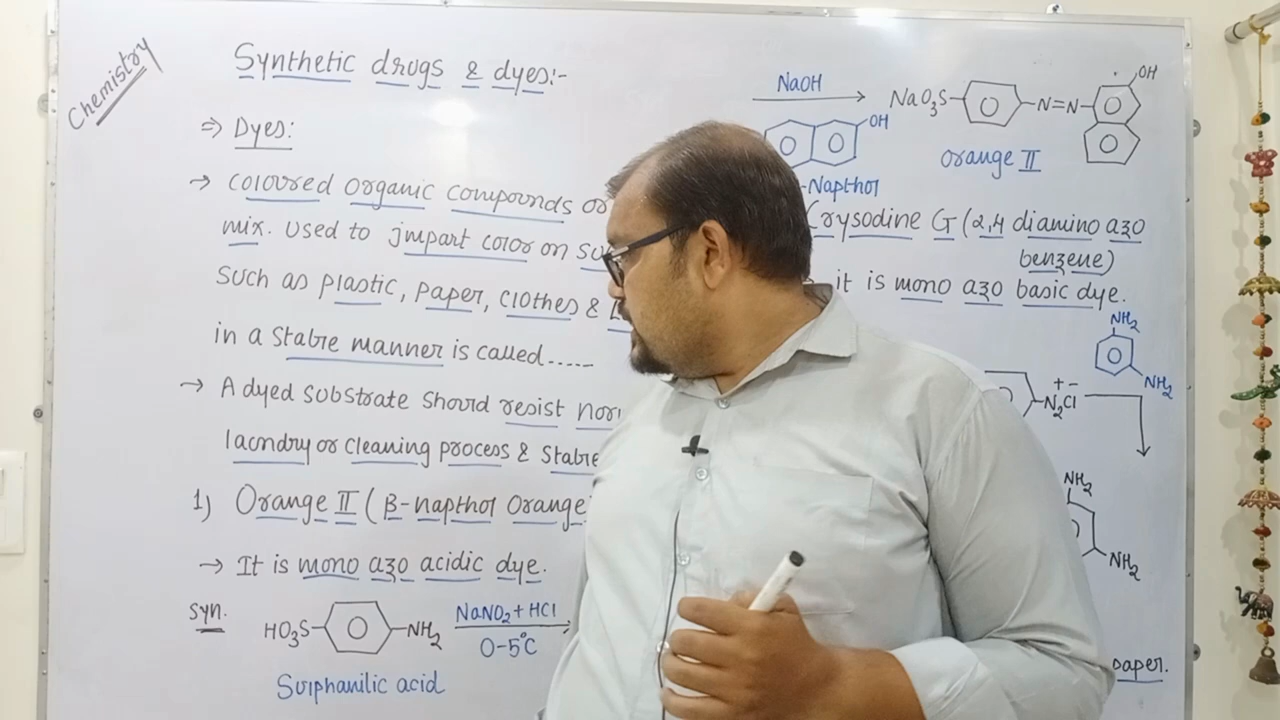 Chemistry
Synthetic drugs & dyes:-
⇒ Dyes:
→ coloured organic compounds or
mix. Used to impart color on
such as plastic, paper, clothes &
in a stable manner is called.....
→ A dyed substrate should resist
laundry or cleaning process & stable
1) Orange II (β-napthol Orange
→ It is mono azo acidic dye.
syn.
HO3S
NH2
NaNO2 + HCl
0-5°C
Sulphanilic acid
NaOH
OH
-Napthol
NaO3S
N=N
OH
Orange II
Crysodine G (2,4 diamino azo
benzene)
it is mono azo basic dye.
NH2
NH2
N2Cl
+ -
NH2
NH2
paper.